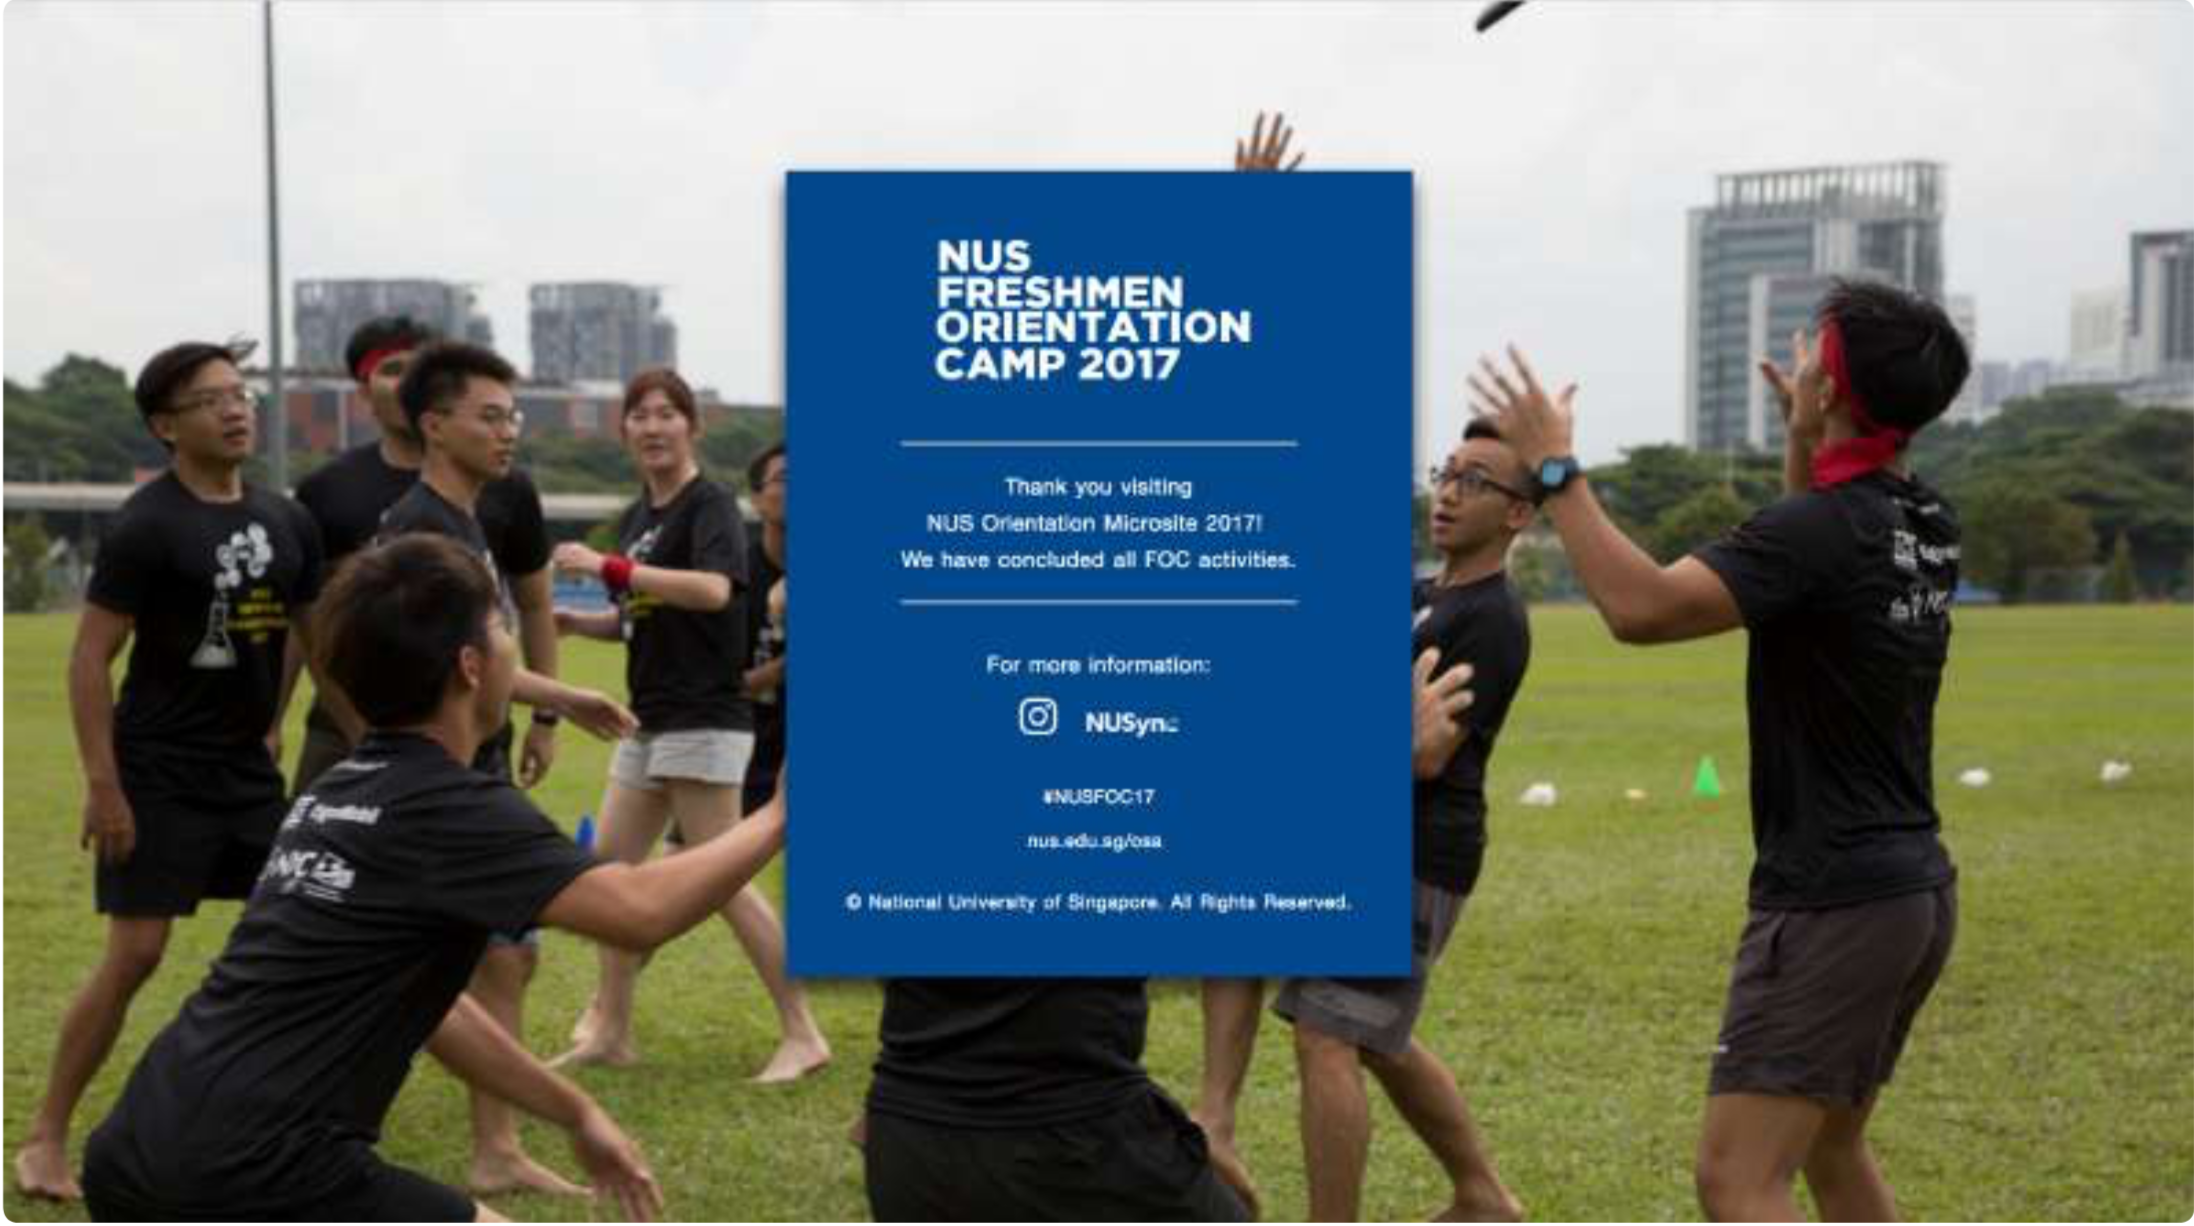 NUS
FRESHMEN
ORIENTATION
CAMP 2017
Thank you visiting
NUS Orientation Microsite 2017!
We have concluded all FOC activities.
For more information:
NUSync
#NUSFOC17
nus.edu.sg/osa
© National University of Singapore. All Rights Reserved.